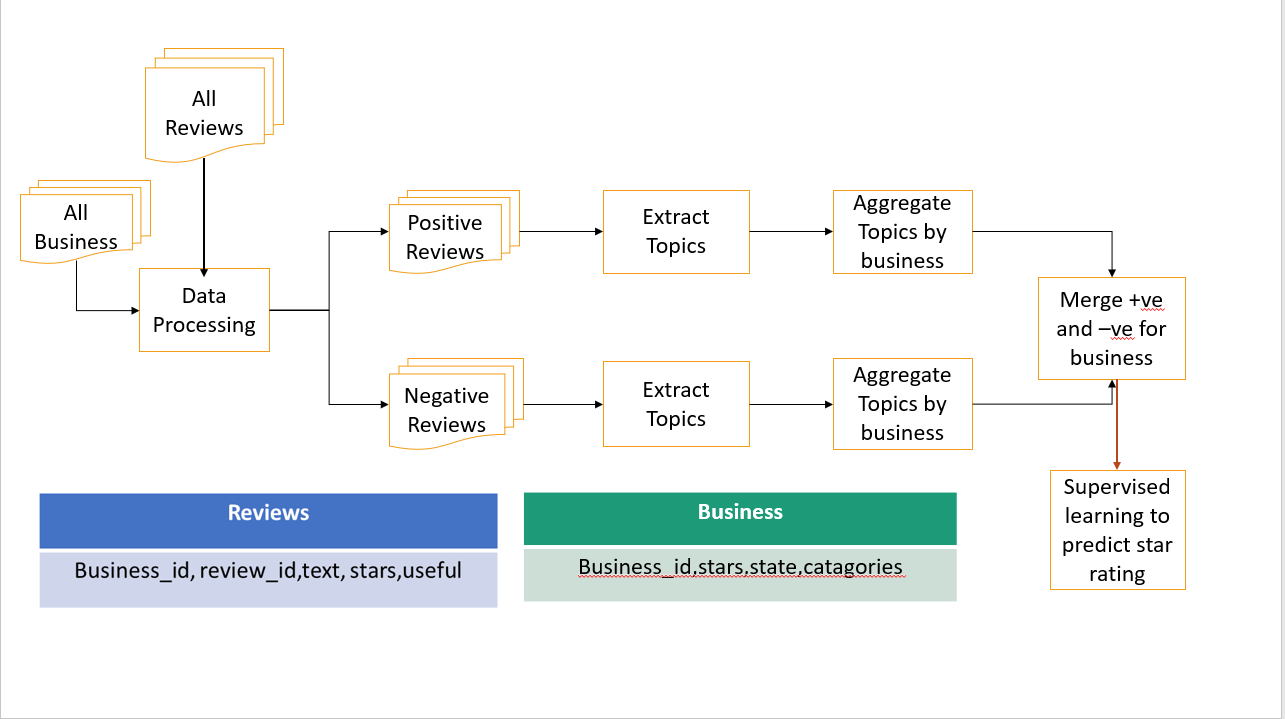 All
Reviews
All
Business
Data
Processing
Positive
Reviews
Extract
Topics
Aggregate
Topics by
business
Merge +ve
and –ve for
business
Negative
Reviews
Extract
Topics
Aggregate
Topics by
business
Supervised
learning to
predict star
rating
Reviews
Business_id, review_id,text, stars,useful
Business
Business_id,stars,state,catagories